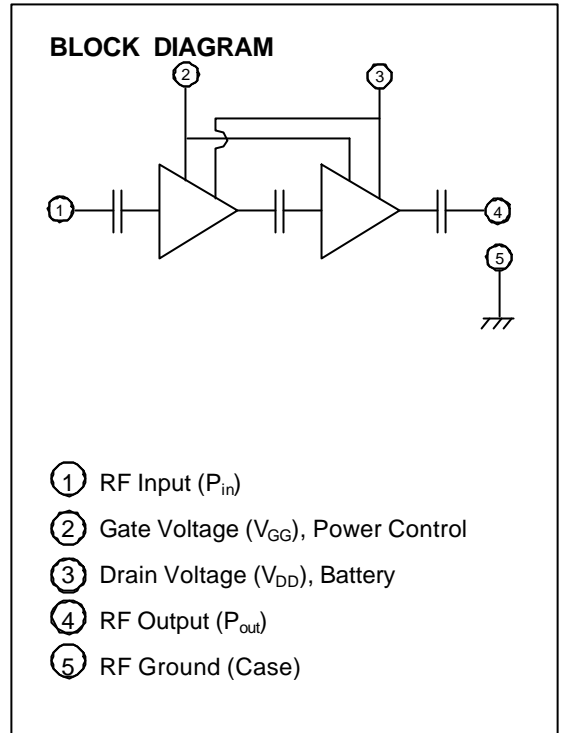 BLOCK DIAGRAM
2 3
1 4
5
1 RF Input (Pin)
2 Gate Voltage (VGG), Power Control
3 Drain Voltage (VDD), Battery
4 RF Output (Pout)
5 RF Ground (Case)